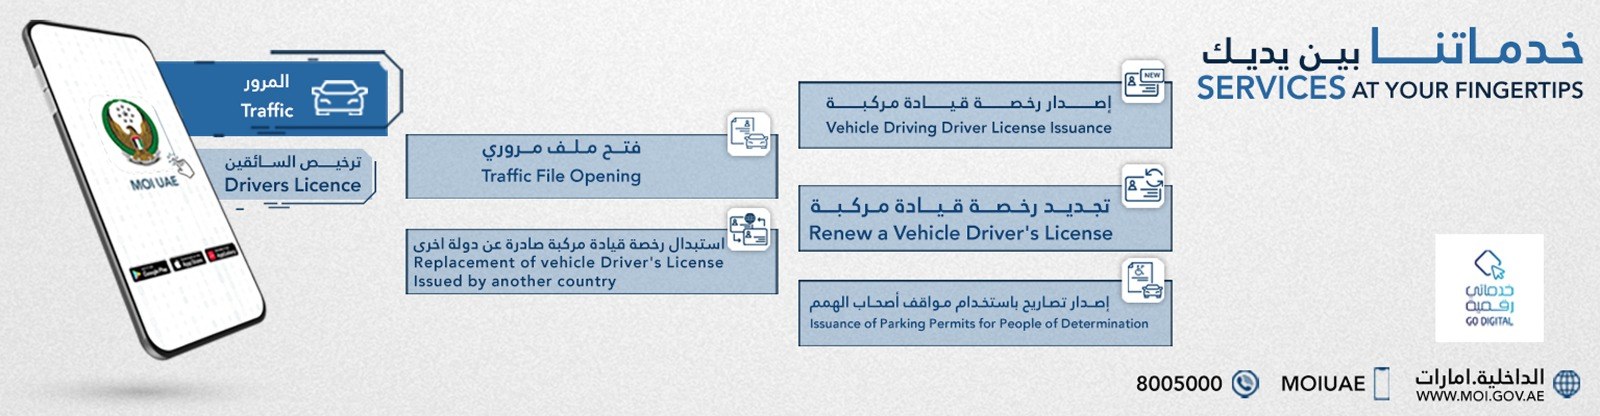 خدماتنا بين يديك
SERVICES AT YOUR FINGERTIPS
المرور
Traffic
ترخيص السائقين
Drivers Licence
MOI UAE
Google Play
App Store
فتح ملف مروري
Traffic File Opening
استبدال رخصة قيادة مركبة صادرة عن دولة اخرى
Replacement of vehicle Driver's License
Issued by another country
NEW
إصدار رخصة قيادة مركبة
Vehicle Driving Driver License Issuance
تجديد رخصة قيادة مركبة
Renew a Vehicle Driver's License
إصدار تصاريح باستخدام مواقف أصحاب الهمم
Issuance of Parking Permits for People of Determination
خدماتي
رقمية
GO DIGITAL
8005000
MOIUAE
الداخلية.امارات
WWW.MOI.GOV.AE